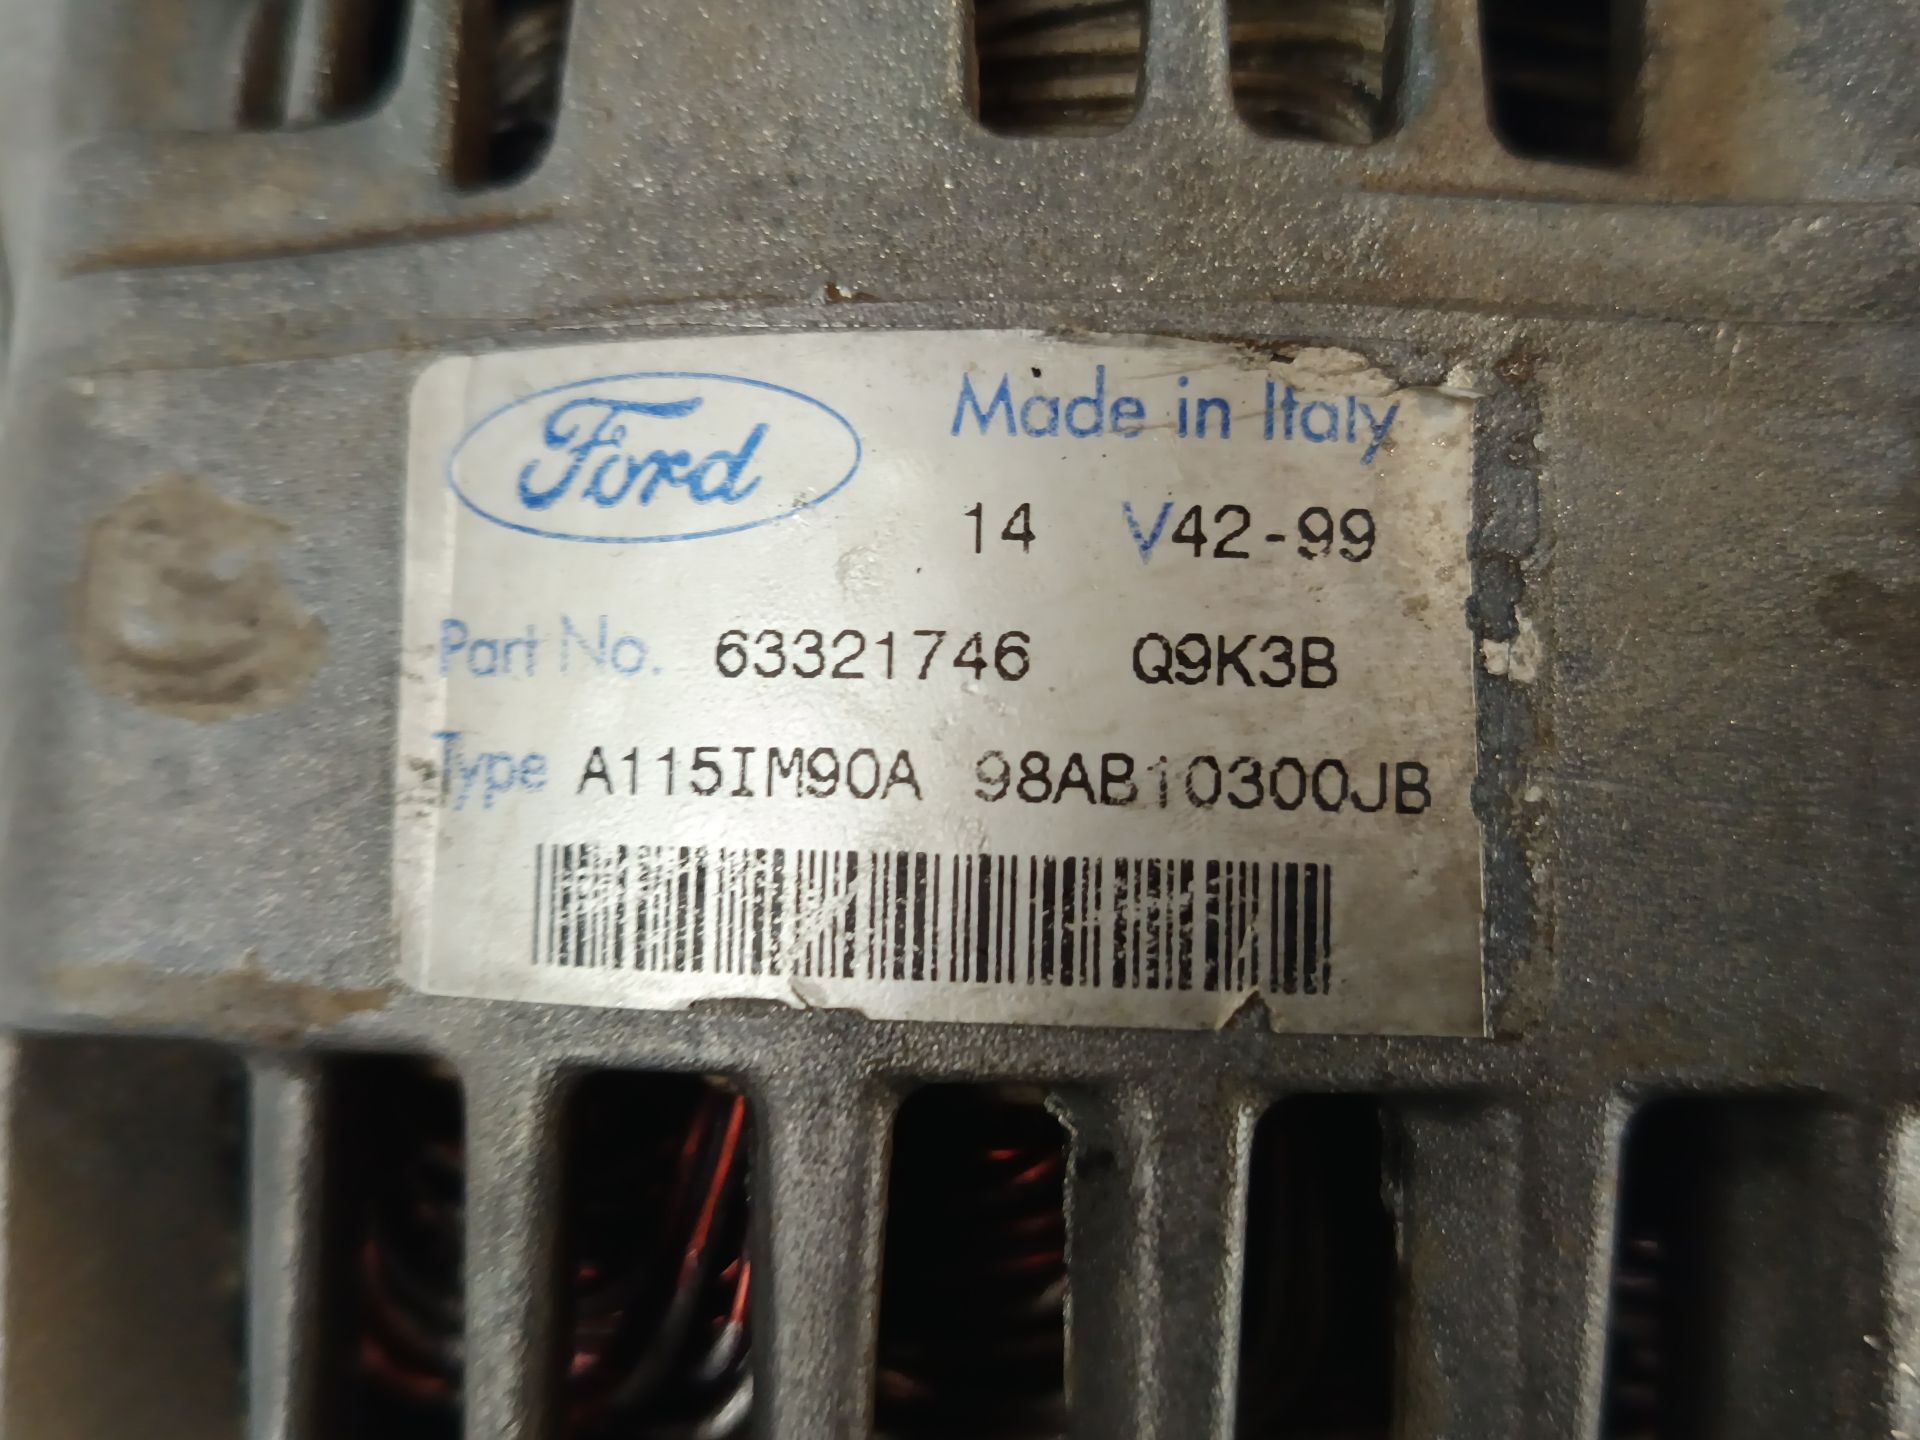 Ford Made in Italy
14 V42-99
Part No. 63321746 Q9K3B
Type A115IM90A 98AB10300JB